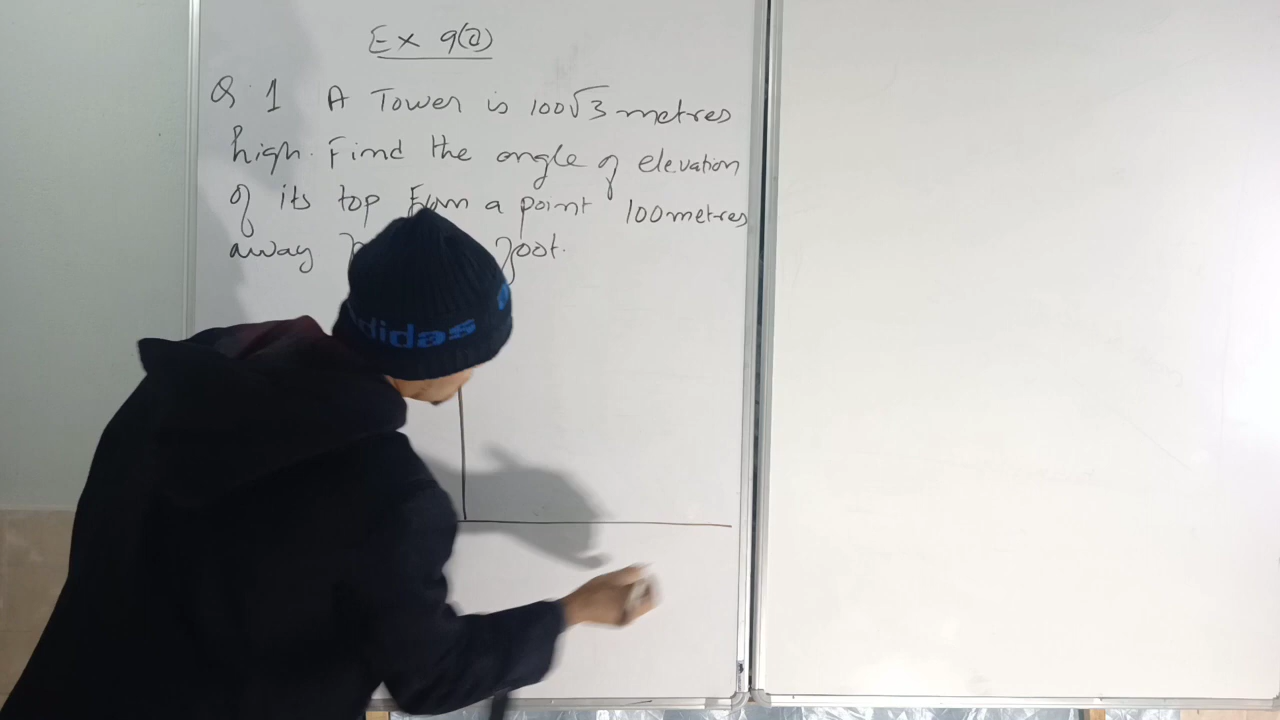 Ex 9(a)
Q.1 A Tower is 100√3 metres
high. Find the angle of elevation
of its top from a point 100 metres
away foot.
adidas